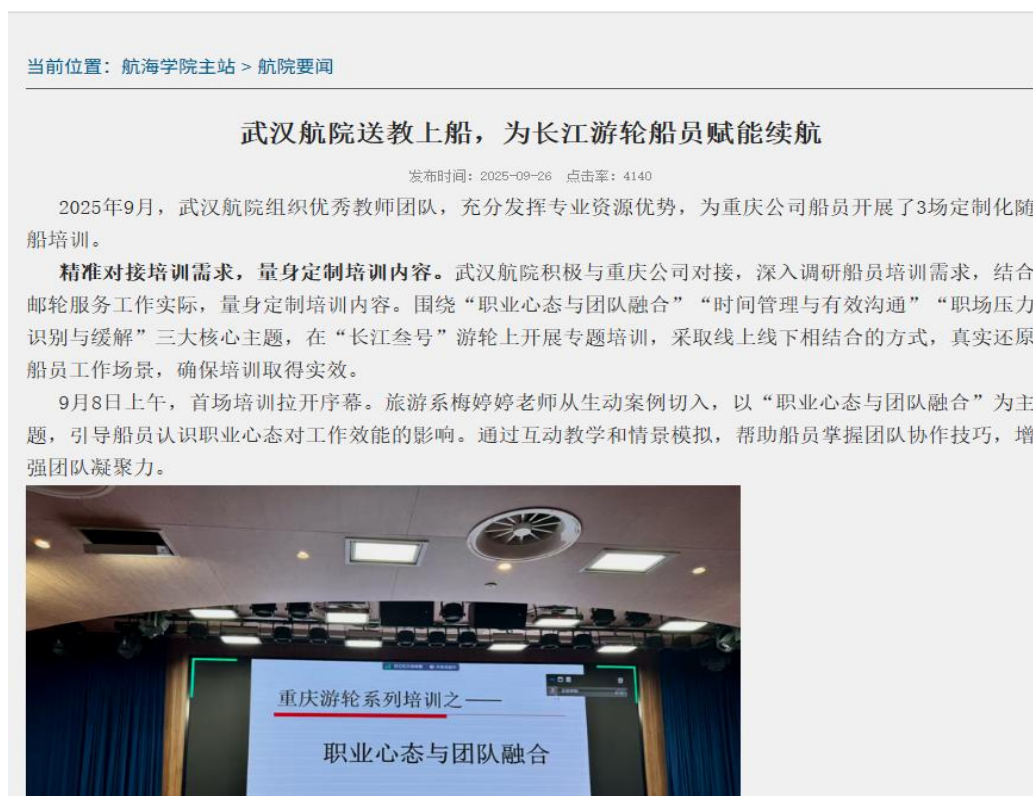 当前位置：航海学院主站 > 航院要闻
武汉航院送教上船，为长江游轮船员赋能续航
发布时间：2025-09-26 点击率：4140
2025年9月，武汉航院组织优秀教师团队，充分发挥专业资源优势，为重庆公司船员开展了3场定制化随
船培训。
精准对接培训需求，量身定制培训内容。武汉航院积极与重庆公司对接，深入调研船员培训需求，结合
邮轮服务工作实际，量身定制培训内容。围绕“职业心态与团队融合”“时间管理与有效沟通”“职场压力
识别与缓解”三大核心主题，在“长江叁号”游轮上开展专题培训，采取线上线下相结合的方式，真实还原
船员工作场景，确保培训取得实效。
9月8日上午，首场培训拉开序幕。旅游系梅婷婷老师从生动案例切入，以“职业心态与团队融合”为主
题，引导船员认识职业心态对工作效能的影响。通过互动教学和情景模拟，帮助船员掌握团队协作技巧，增
强团队凝聚力。
重庆游轮系列培训之——
职业心态与团队融合